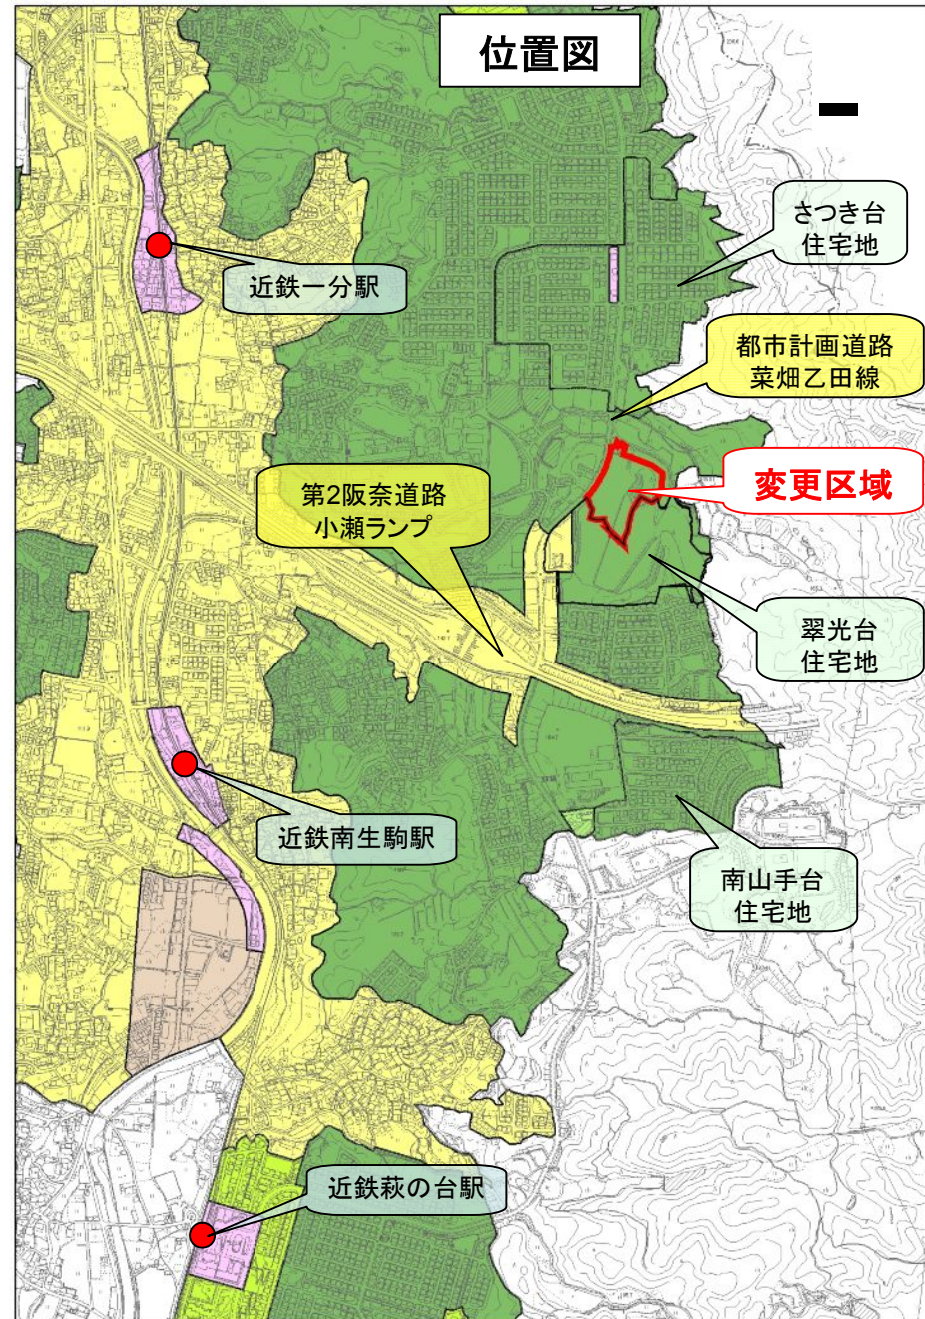 位置図
さつき台
住宅地
近鉄一分駅
都市計画道路
菜畑乙田線
変更区域
第2阪奈道路
小瀬ランプ
翠光台
住宅地
近鉄南生駒駅
南山手台
住宅地
近鉄萩の台駅